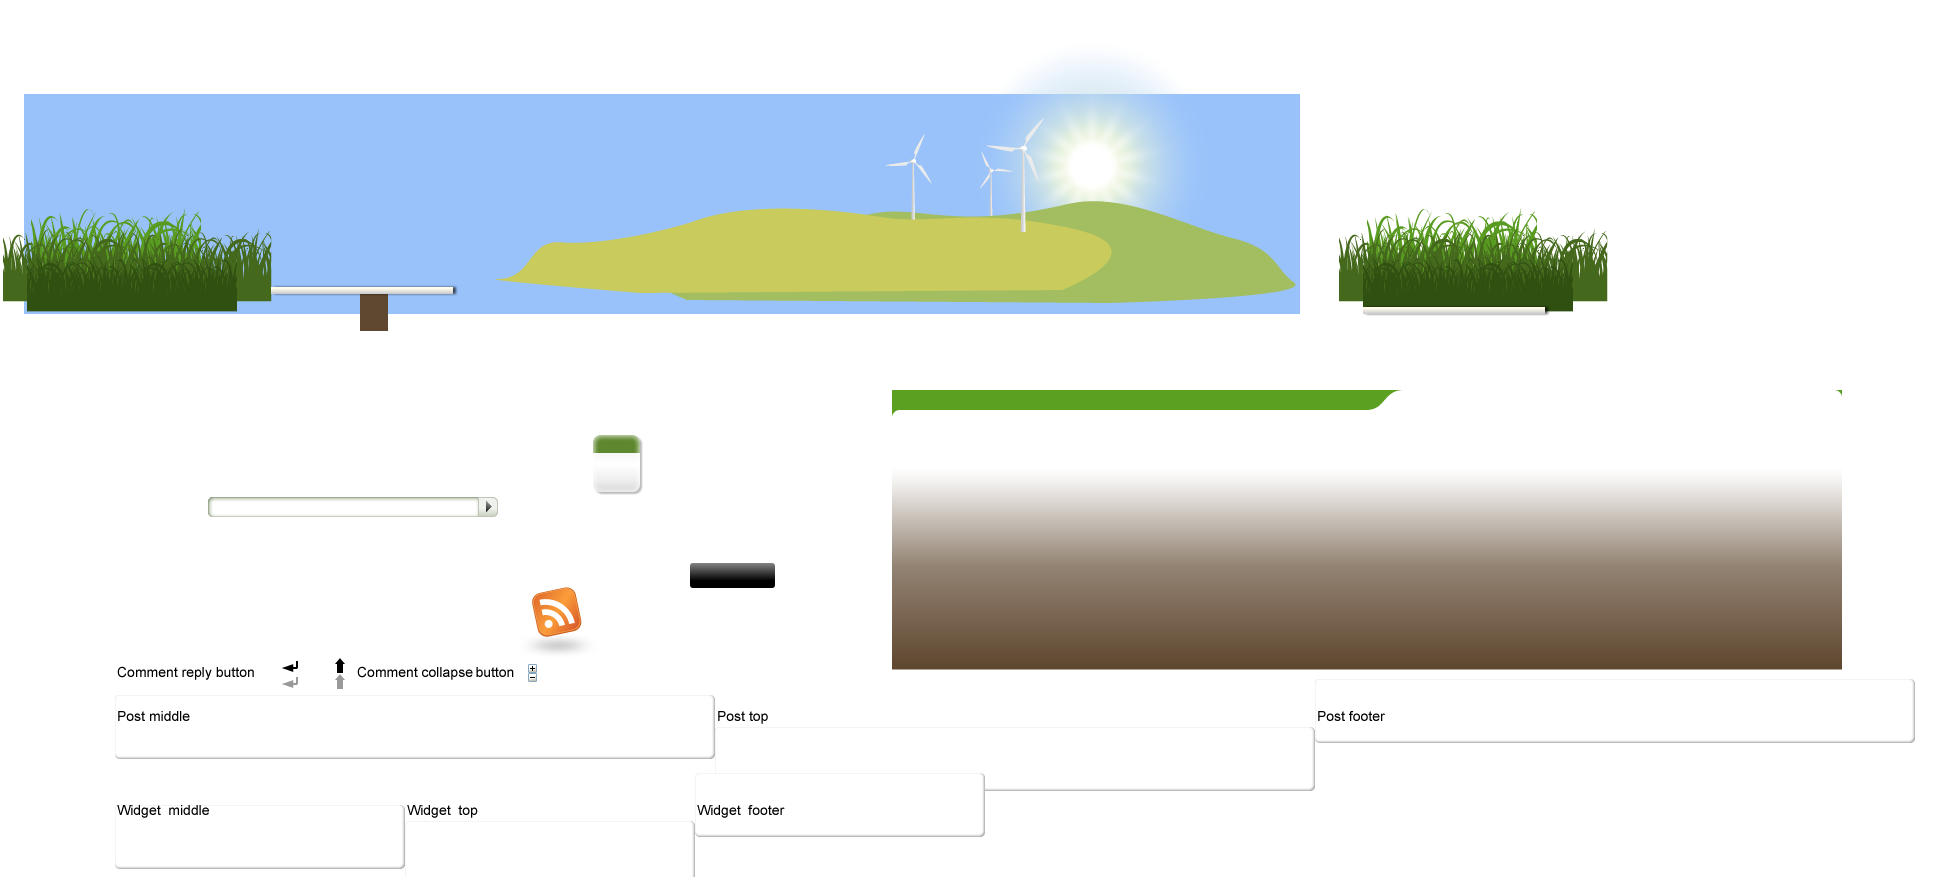 Comment reply button
Comment collapse button
Post middle
Post top
Post footer
Widget middle
Widget top
Widget footer